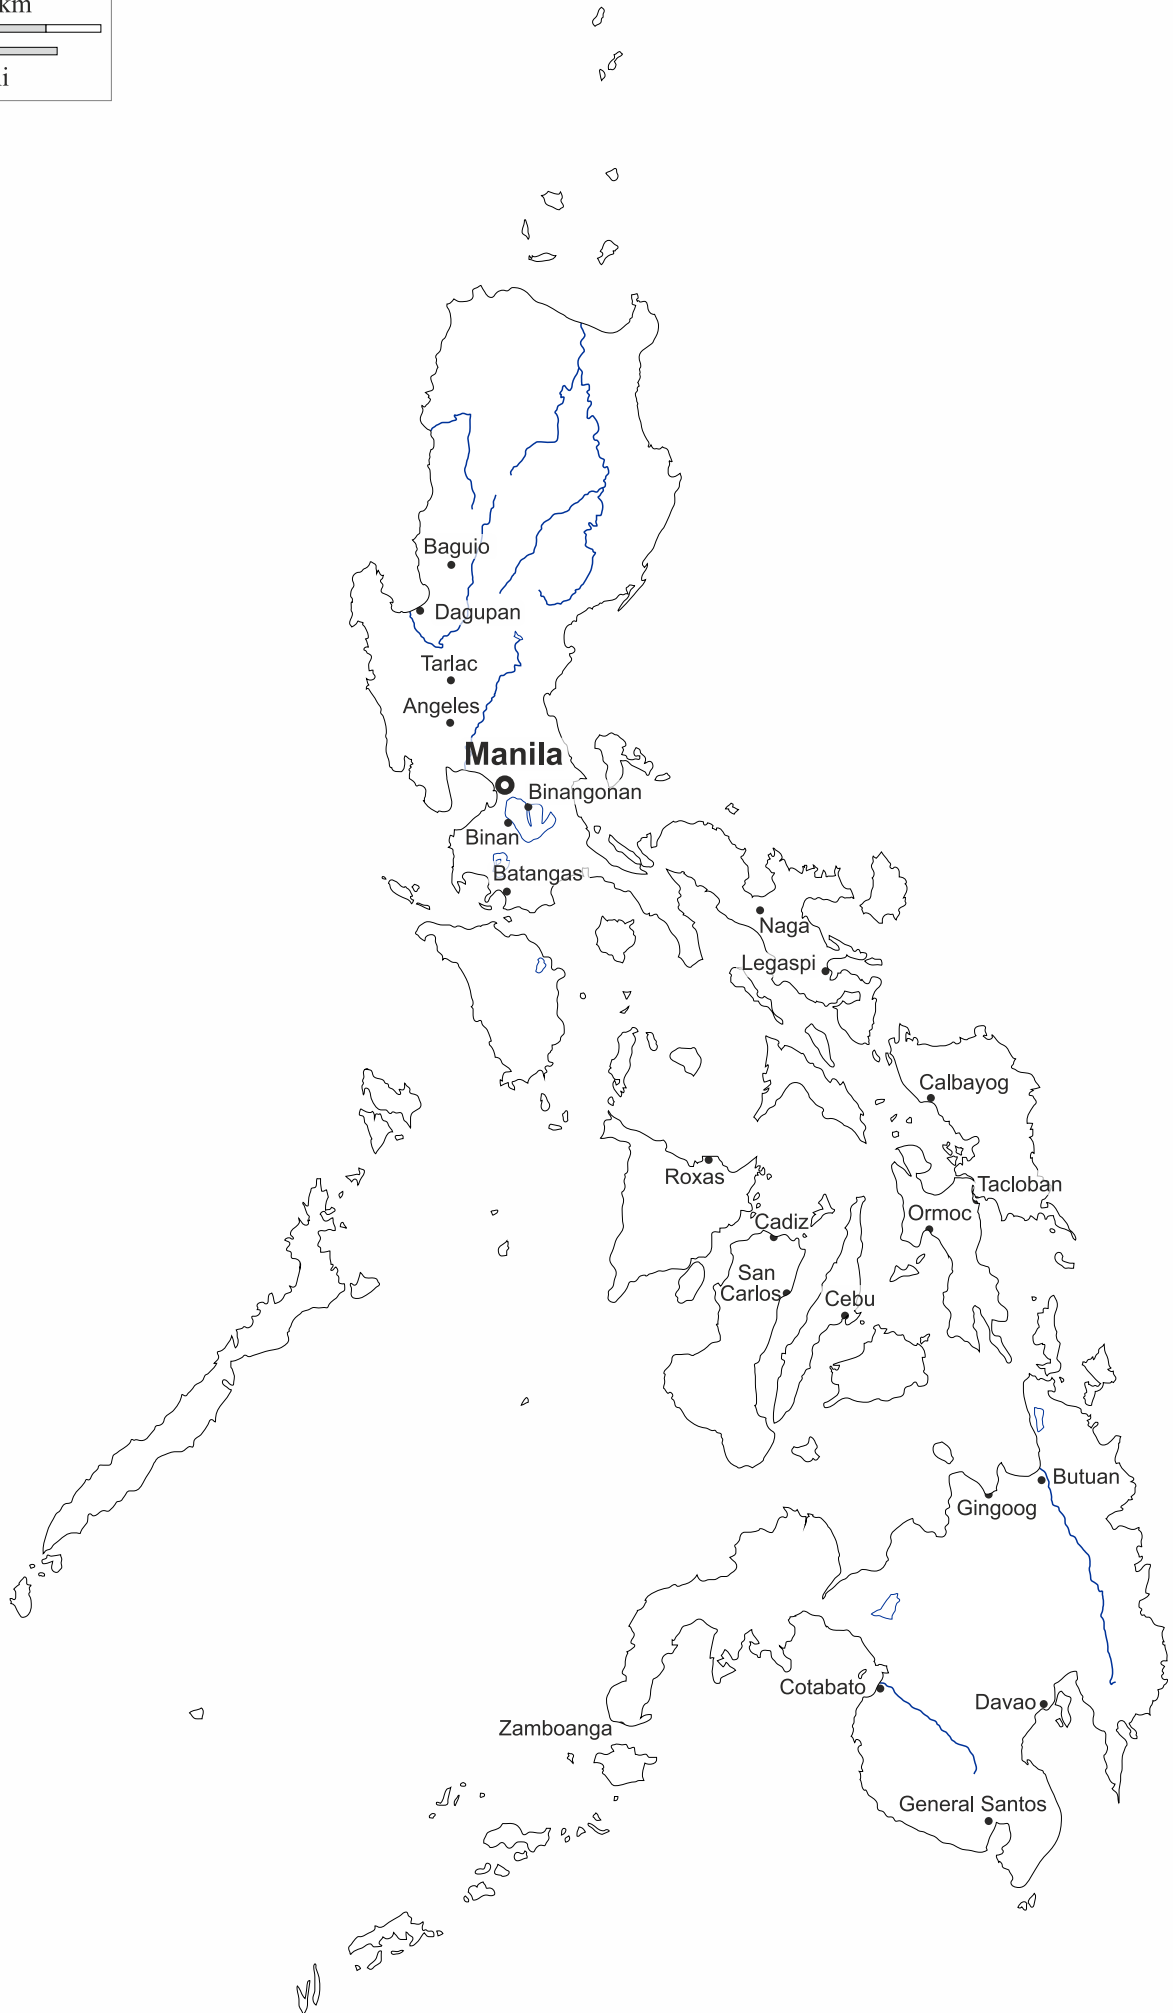 km
Baguio
Dagupan
Tarlac
Angeles
Manila
Binangonan
Binan
Batangas
Naga
Legaspi
Calbayog
Roxas
Tacloban
Ormoc
Cadiz
San
Carlos
Cebu
Butuan
Gingoog
Cotabato
Davao
Zamboanga
General Santos